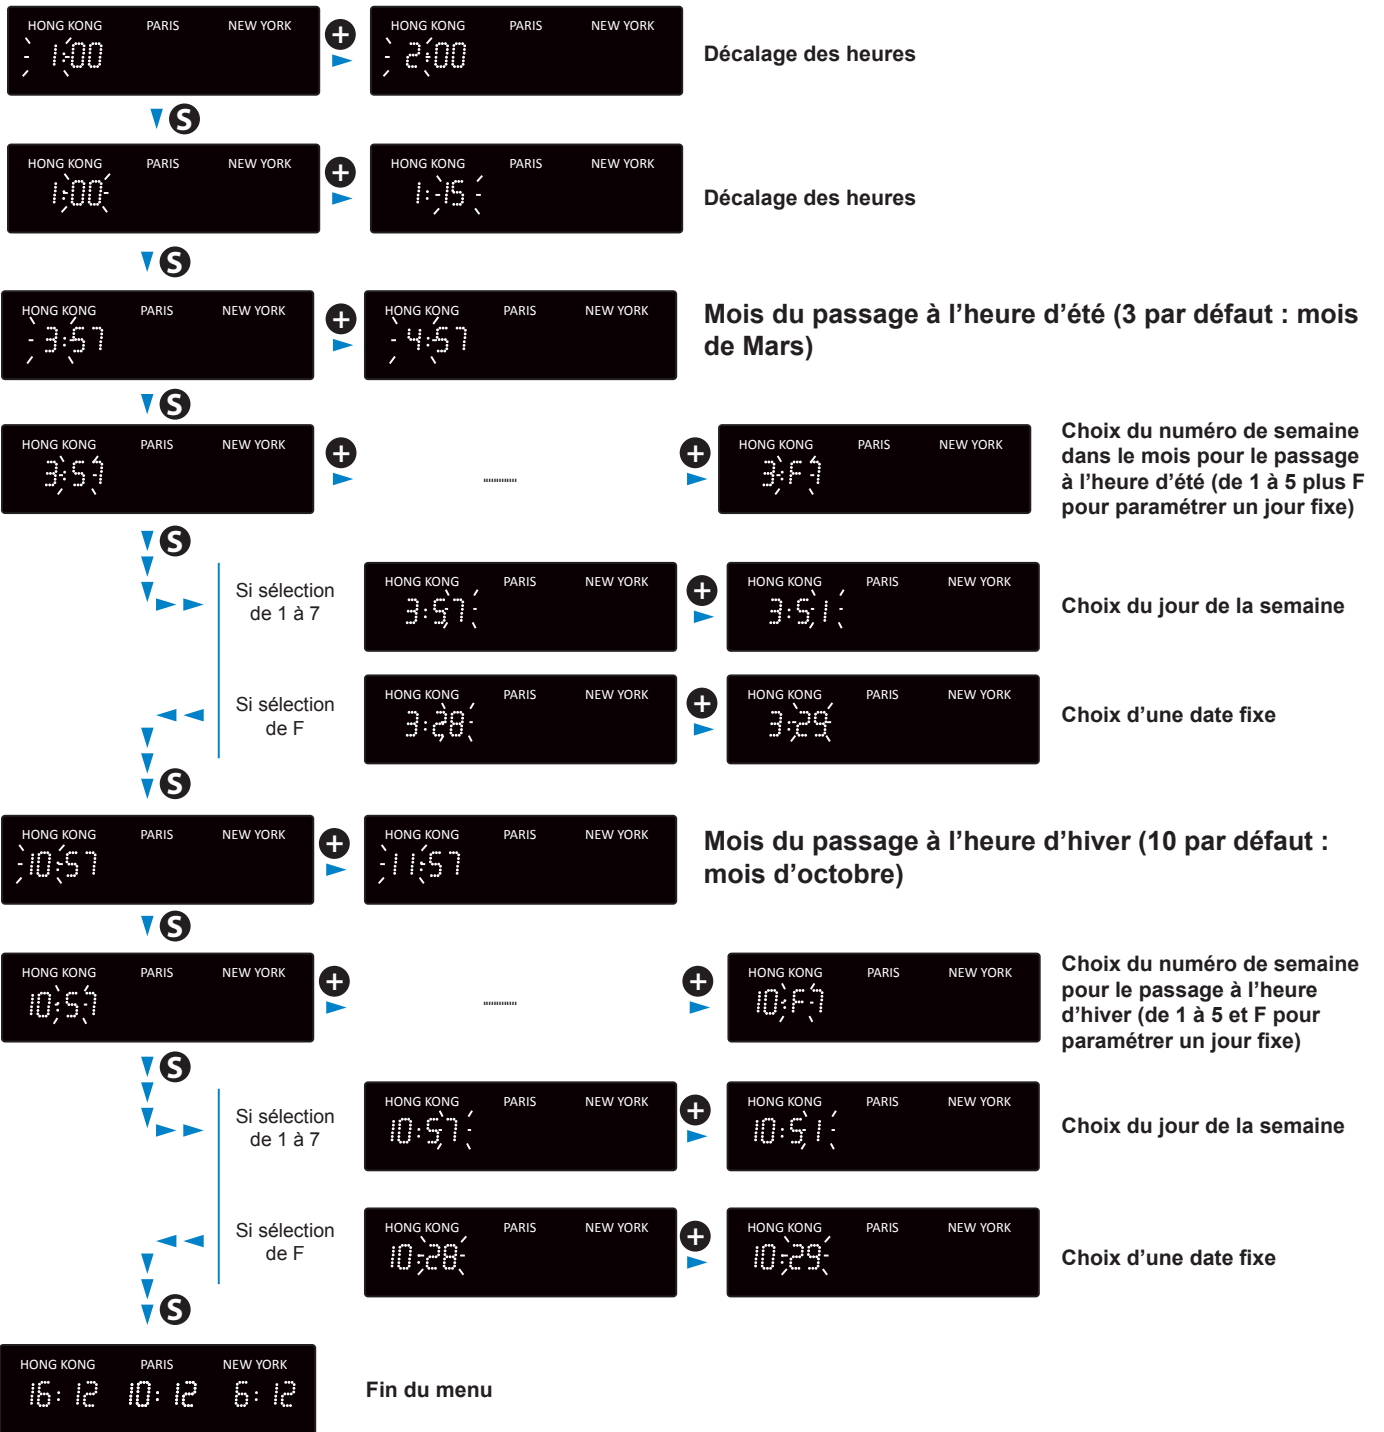 HONG KONG PARIS NEW YORK
1:00
+
HONG KONG PARIS NEW YORK
2:00
Décalage des heures
S
HONG KONG PARIS NEW YORK
1:00
+
HONG KONG PARIS NEW YORK
1:15
Décalage des heures
S
HONG KONG PARIS NEW YORK
3:57
+
HONG KONG PARIS NEW YORK
4:57
Mois du passage à l’heure d’été (3 par défaut : mois
de Mars)
S
HONG KONG PARIS NEW YORK
3:57
+
............
+
HONG KONG PARIS NEW YORK
3:F7
Choix du numéro de semaine
dans le mois pour le passage
à l’heure d’été (de 1 à 5 plus F
pour paramétrer un jour fixe)
S
Si sélection
de 1 à 7
HONG KONG PARIS NEW YORK
3:57
+
HONG KONG PARIS NEW YORK
3:51
Choix du jour de la semaine
Si sélection
de F
HONG KONG PARIS NEW YORK
3:28
+
HONG KONG PARIS NEW YORK
3:29
Choix d’une date fixe
S
HONG KONG PARIS NEW YORK
10:57
+
HONG KONG PARIS NEW YORK
11:57
Mois du passage à l’heure d’hiver (10 par défaut :
mois d’octobre)
S
HONG KONG PARIS NEW YORK
10:57
+
............
+
HONG KONG PARIS NEW YORK
10:F7
Choix du numéro de semaine
pour le passage à l’heure
d’hiver (de 1 à 5 et F pour
paramétrer un jour fixe)
S
Si sélection
de 1 à 7
HONG KONG PARIS NEW YORK
10:57
+
HONG KONG PARIS NEW YORK
10:51
Choix du jour de la semaine
Si sélection
de F
HONG KONG PARIS NEW YORK
10:28
+
HONG KONG PARIS NEW YORK
10:29
Choix d’une date fixe
S
HONG KONG PARIS NEW YORK
16:12 10:12 6:12
Fin du menu